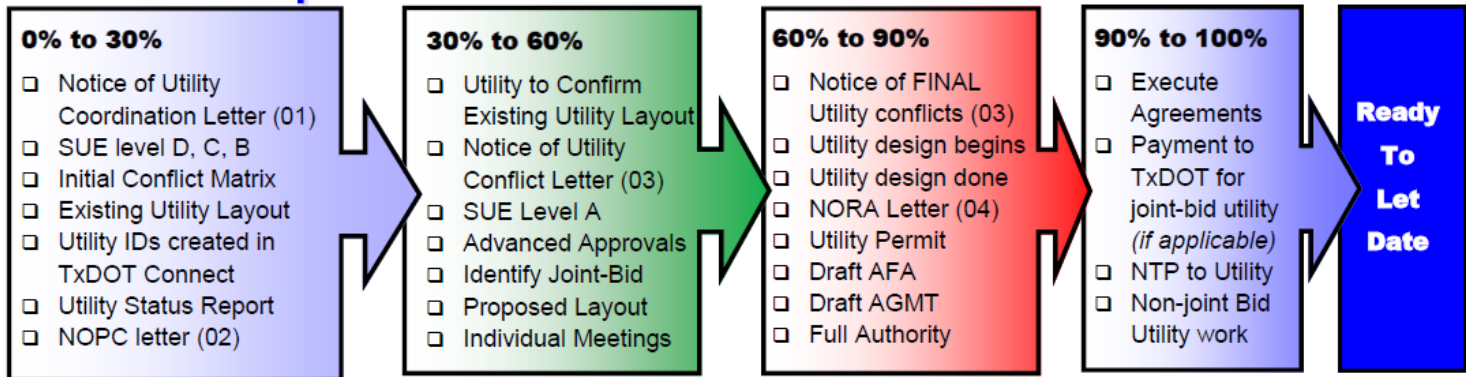 0% to 30%
❑ Notice of Utility
Coordination Letter (01)
❑ SUE level D, C, B
❑ Initial Conflict Matrix
❑ Existing Utility Layout
❑ Utility IDs created in
TxDOT Connect
❑ Utility Status Report
❑ NOPC letter (02)
30% to 60%
❑ Utility to Confirm
Existing Utility Layout
❑ Notice of Utility
Conflict Letter (03)
❑ SUE Level A
❑ Advanced Approvals
❑ Identify Joint-Bid
❑ Proposed Layout
❑ Individual Meetings
60% to 90%
❑ Notice of FINAL
Utility conflicts (03)
❑ Utility design begins
❑ Utility design done
❑ NORA Letter (04)
❑ Utility Permit
❑ Draft AFA
❑ Draft AGMT
❑ Full Authority
90% to 100%
❑ Execute
Agreements
❑ Payment to
TxDOT for
joint-bid utility
(if applicable)
❑ NTP to Utility
❑ Non-joint Bid
Utility work
Ready
To
Let
Date